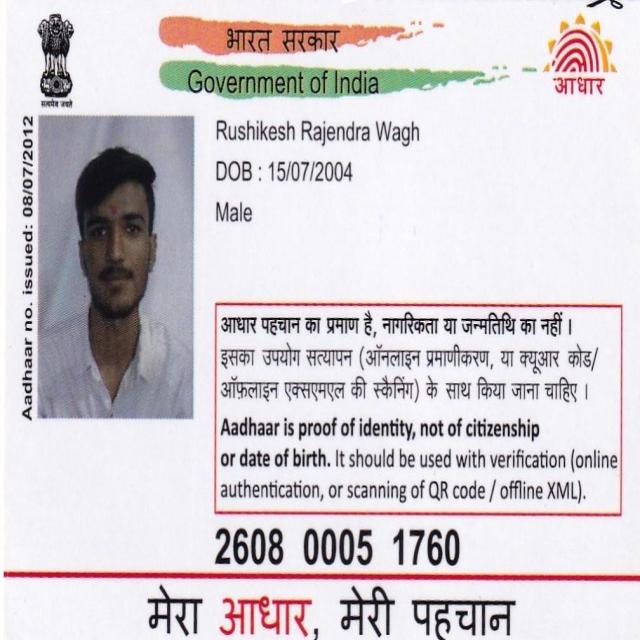 भारत सरकार
Government of India
आधार
सत्यमेव जयते
Aadhaar no. issued: 08/07/2012
Rushikesh Rajendra Wagh
DOB : 15/07/2004
Male
आधार पहचान का प्रमाण है, नागरिकता या जन्मतिथि का नहीं ।
इसका उपयोग सत्यापन (ऑनलाइन प्रमाणीकरण, या क्यूआर कोड/
ऑफ़लाइन एक्सएमएल की स्कैनिंग) के साथ किया जाना चाहिए ।
Aadhaar is proof of identity, not of citizenship
or date of birth. It should be used with verification (online
authentication, or scanning of QR code / offline XML).
2608 0005 1760
मेरा आधार, मेरी पहचान